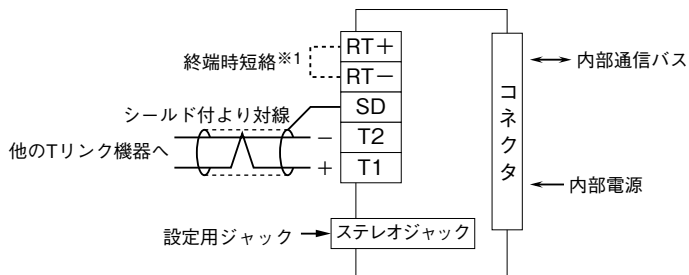 RT+
終端時短絡※1
RT−
SD
シールド付より対線
−
T2
他のTリンク機器へ
+
T1
設定用ジャック
ステレオジャック
コネクタ
内部通信バス
内部電源